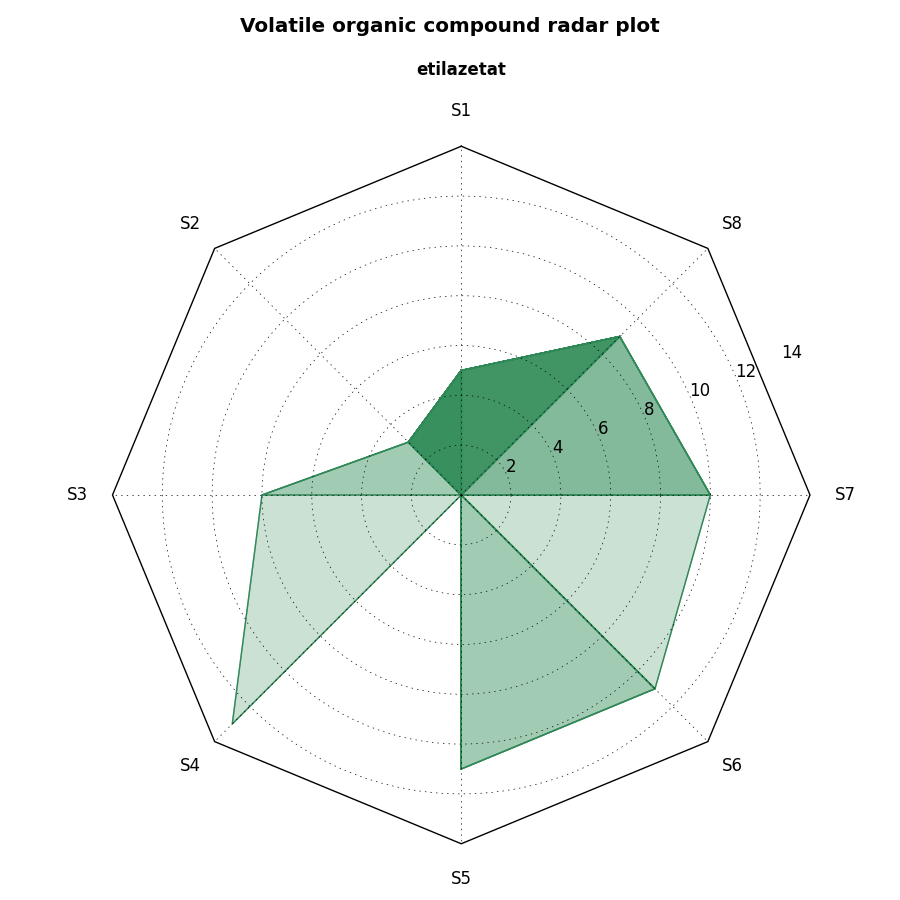 Volatile organic compound radar plot
etilazetat
S1
S2
S8
14
12
10
8
6
4
2
S3
S7
S4
S6
S5